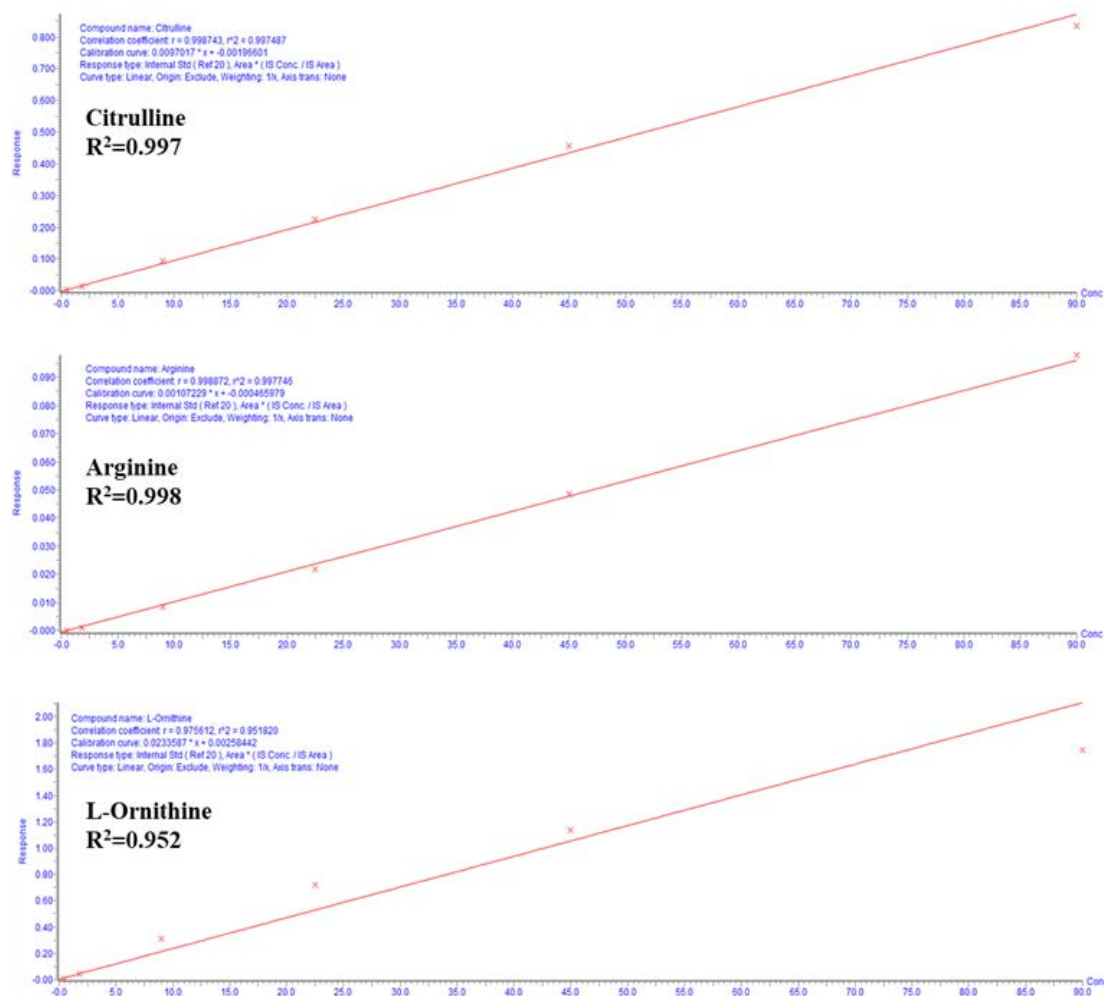 Compound name: Citrulline
Correlation coefficient: r = 0.998743, r^2 = 0.997487
Calibration curve: 0.0097017 * x + -0.00196601
Response type: Internal Std ( Ref 20 ), Area * ( IS Conc. / IS Area )
Curve type: Linear, Origin: Exclude, Weighting: 1/x, Axis trans: None
Citrulline
R²=0.997
Response
0.800
0.700
0.600
0.500
0.400
0.300
0.200
0.100
-0.000
-0.0 5.0 10.0 15.0 20.0 25.0 30.0 35.0 40.0 45.0 50.0 55.0 60.0 65.0 70.0 75.0 80.0 85.0 90.0
Conc
Compound name: Arginine
Correlation coefficient: r = 0.998872, r^2 = 0.997746
Calibration curve: 0.00107229 * x + -0.000465979
Response type: Internal Std ( Ref 20 ), Area * ( IS Conc. / IS Area )
Curve type: Linear, Origin: Exclude, Weighting: 1/x, Axis trans: None
Arginine
R²=0.998
Response
0.090
0.080
0.070
0.060
0.050
0.040
0.030
0.020
0.010
-0.000
-0.0 5.0 10.0 15.0 20.0 25.0 30.0 35.0 40.0 45.0 50.0 55.0 60.0 65.0 70.0 75.0 80.0 85.0 90.0
Conc
Compound name: L-Ornithine
Correlation coefficient: r = 0.975612, r^2 = 0.951820
Calibration curve: 0.0233587 * x + 0.00258442
Response type: Internal Std ( Ref 20 ), Area * ( IS Conc. / IS Area )
Curve type: Linear, Origin: Exclude, Weighting: 1/x, Axis trans: None
L-Ornithine
R²=0.952
Response
2.00
1.80
1.60
1.40
1.20
1.00
0.80
0.60
0.40
0.20
-0.00
-0.0 5.0 10.0 15.0 20.0 25.0 30.0 35.0 40.0 45.0 50.0 55.0 60.0 65.0 70.0 75.0 80.0 85.0 90.0
Conc